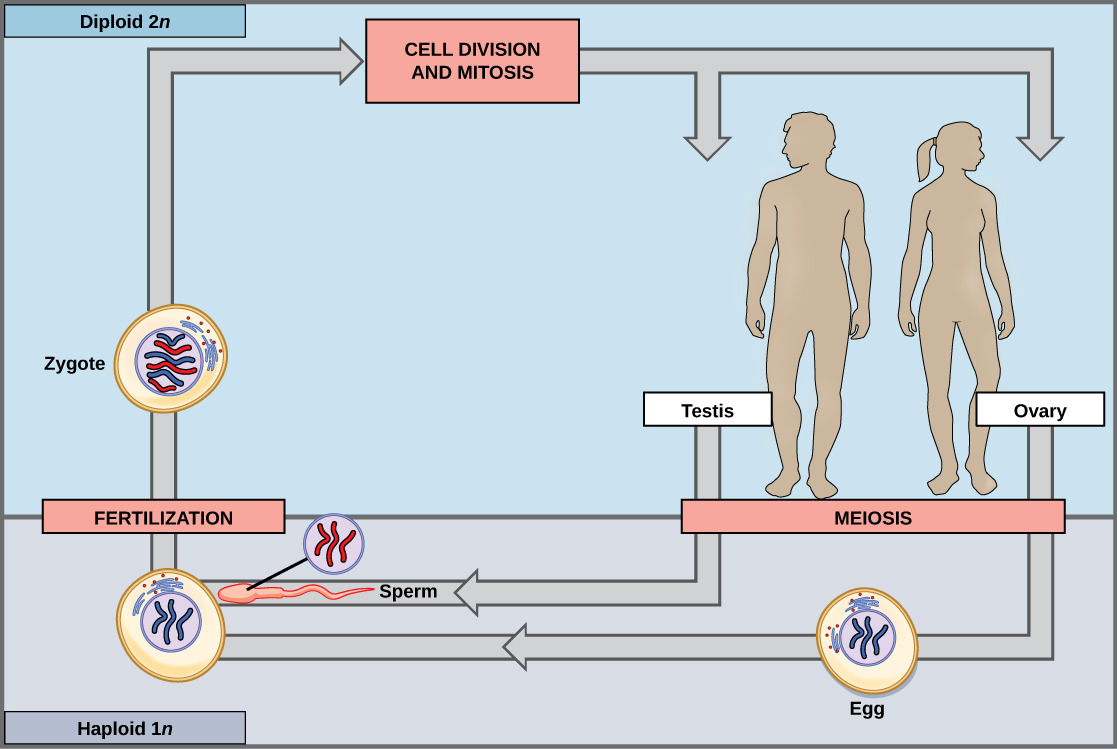 Diploid 2n
CELL DIVISION
AND MITOSIS
Zygote
Testis
Ovary
FERTILIZATION
MEIOSIS
Sperm
Egg
Haploid 1n